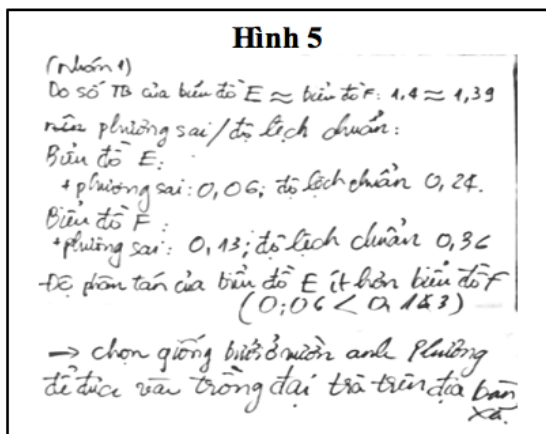 Hình 5
(Nhóm 1)
Do số TB của biểu đồ E ≈ biểu đồ F: 1,4 ≈ 1,39
nên phương sai/độ lệch chuẩn:
Biểu đồ E:
+ phương sai: 0,06; độ lệch chuẩn 0,24.
Biểu đồ F:
+ phương sai: 0,13; độ lệch chuẩn 0,36
Độ phân tán của biểu đồ E ít hơn biểu đồ F
(0,06 < 0,13)
→ chọn giống bưởi ở vườn anh Phương
để đưa vào trồng đại trà trên địa bàn
xã.